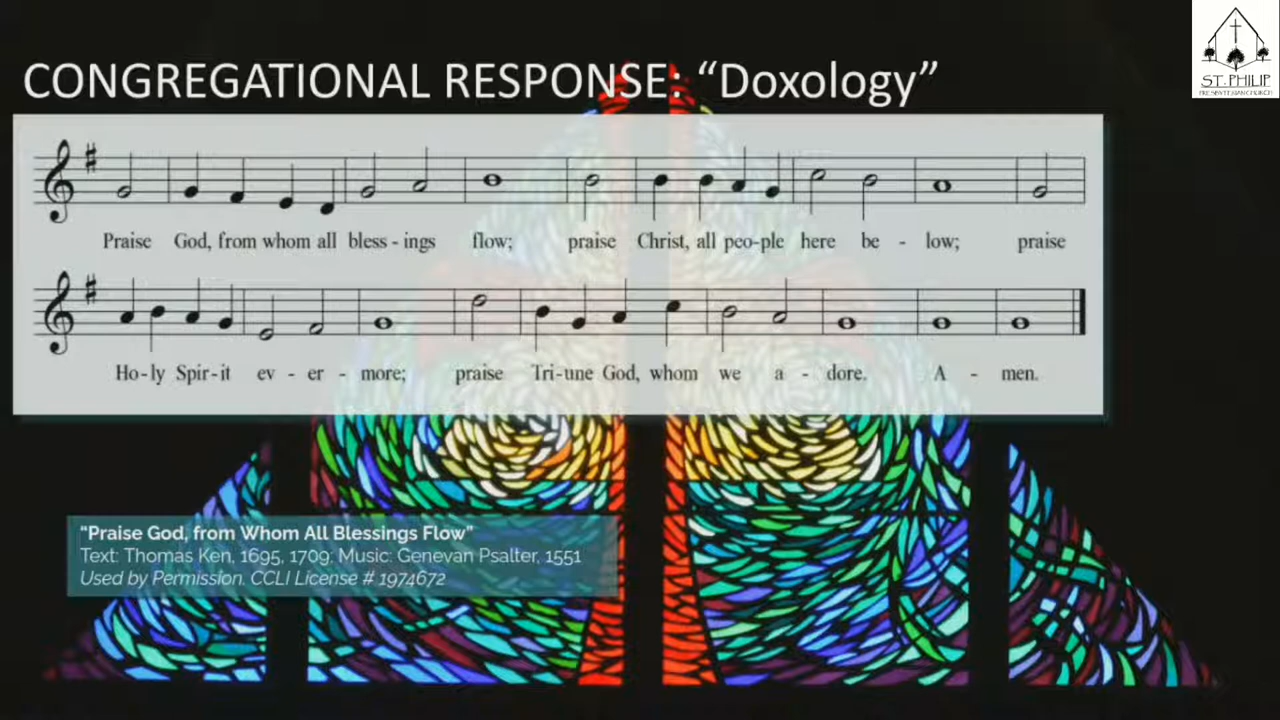 CONGREGATIONAL RESPONSE: “Doxology”
ST. PHILIP
PRESBYTERIAN CHURCH
Praise God, from whom all bless - ings flow; praise Christ, all peo-ple here be - low; praise
Ho-ly Spir-it ev - er - more; praise Tri-une God, whom we a - dore. A - men.
“Praise God, from Whom All Blessings Flow”
Text: Thomas Ken, 1695, 1709; Music: Genevan Psalter, 1551
Used by Permission. CCLI License # 1974672